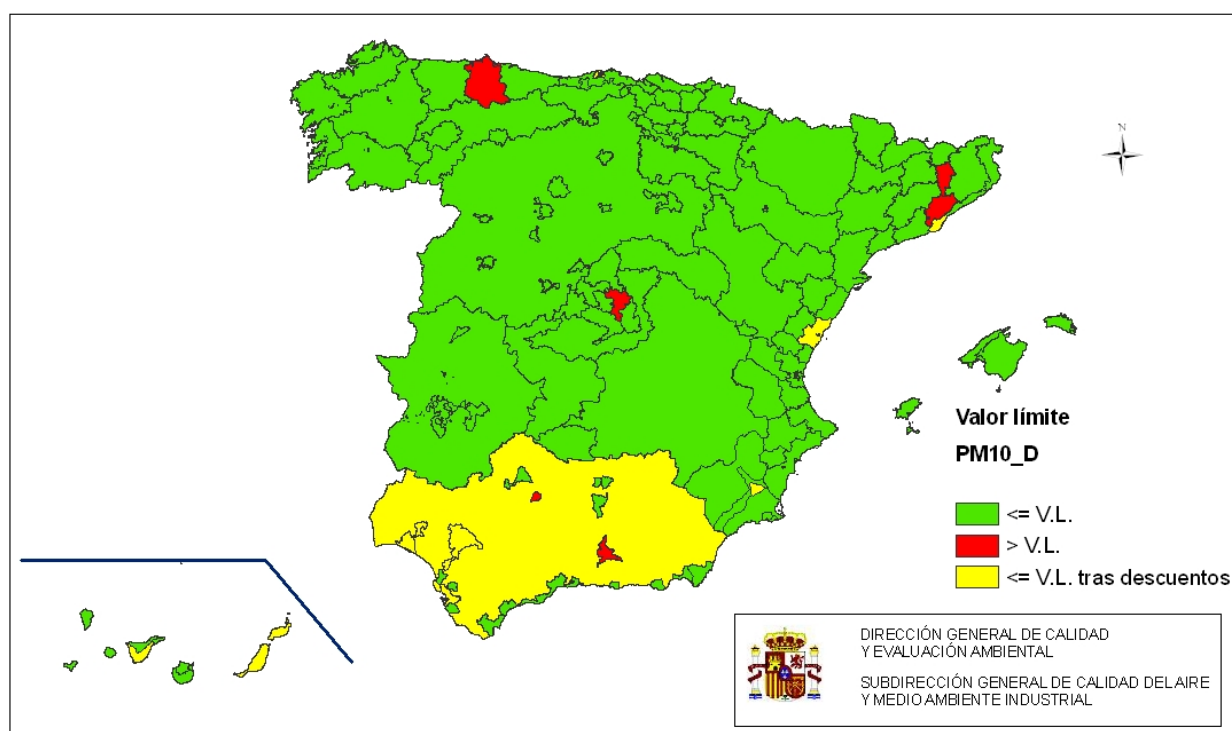 N
Valor límite
PM10_D
<= V.L.
> V.L.
<= V.L. tras descuentos
DIRECCIÓN GENERAL DE CALIDAD
Y EVALUACIÓN AMBIENTAL
SUBDIRECCIÓN GENERAL DE CALIDAD DEL AIRE
Y MEDIO AMBIENTE INDUSTRIAL